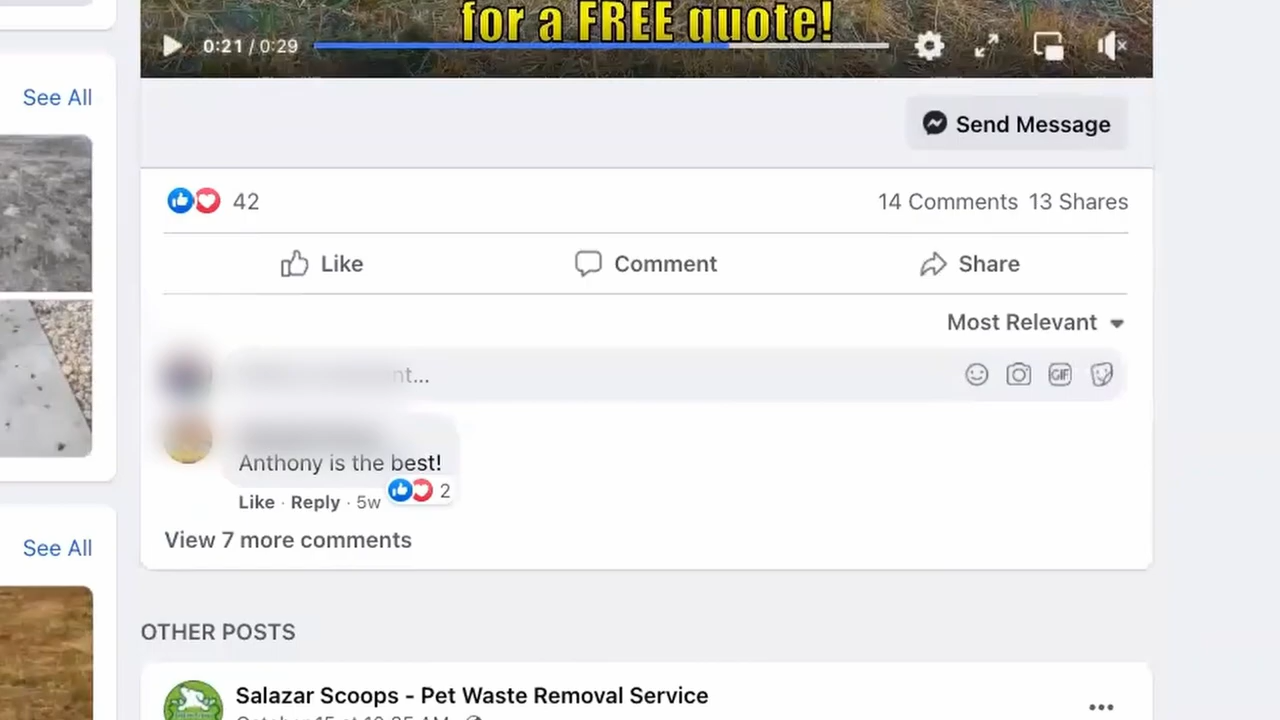 for a FREE quote!
0:21 / 0:29
See All
Send Message
42
14 Comments 13 Shares
Like
Comment
Share
Most Relevant
GIF
Anthony is the best!
Like · Reply · 5w
2
View 7 more comments
See All
OTHER POSTS
Salazar Scoops - Pet Waste Removal Service